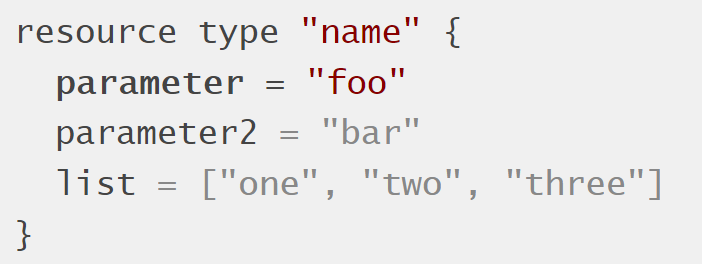 resource type "name" {
  parameter = "foo"
  parameter2 = "bar"
  list = ["one", "two", "three"]
}